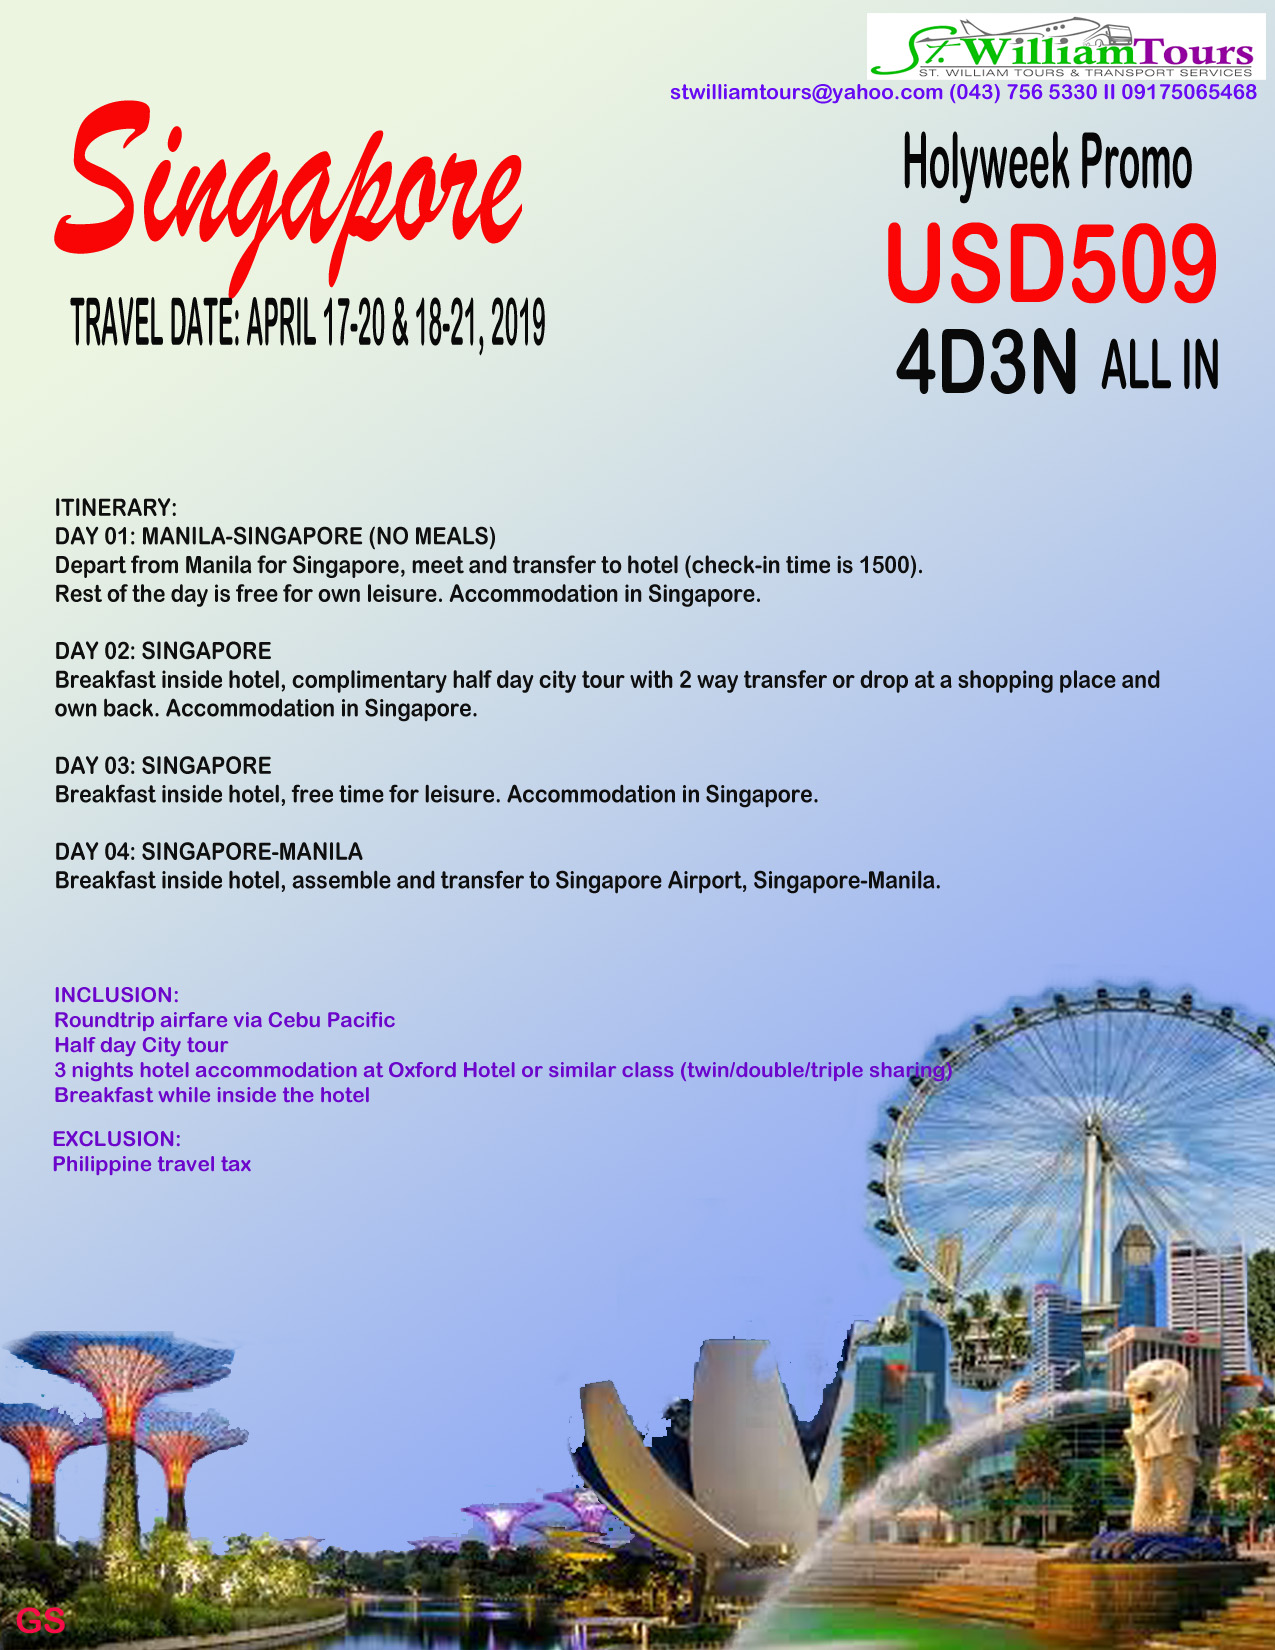 St. William Tours
ST. WILLIAM TOURS & TRANSPORT SERVICES
stwilliamtours@yahoo.com (043) 756 5330 II 09175065468
Singapore
TRAVEL DATE: APRIL 17-20 & 18-21, 2019
Holyweek Promo
USD509
4D3N ALL IN
ITINERARY:
DAY 01: MANILA-SINGAPORE (NO MEALS)
Depart from Manila for Singapore, meet and transfer to hotel (check-in time is 1500).
Rest of the day is free for own leisure. Accommodation in Singapore.
DAY 02: SINGAPORE
Breakfast inside hotel, complimentary half day city tour with 2 way transfer or drop at a shopping place and
own back. Accommodation in Singapore.
DAY 03: SINGAPORE
Breakfast inside hotel, free time for leisure. Accommodation in Singapore.
DAY 04: SINGAPORE-MANILA
Breakfast inside hotel, assemble and transfer to Singapore Airport, Singapore-Manila.
INCLUSION:
Roundtrip airfare via Cebu Pacific
Half day City tour
3 nights hotel accommodation at Oxford Hotel or similar class (twin/double/triple sharing)
Breakfast while inside the hotel
EXCLUSION:
Philippine travel tax
GS